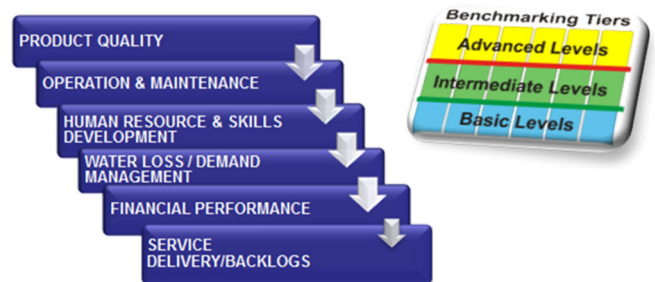 PRODUCT QUALITY
OPERATION & MAINTENANCE
HUMAN RESOURCE & SKILLS
DEVELOPMENT
WATER LOSS / DEMAND
MANAGEMENT
FINANCIAL PERFORMANCE
SERVICE
DELIVERY/BACKLOGS
Benchmarking Tiers
Advanced Levels
Intermediate Levels
Basic Levels